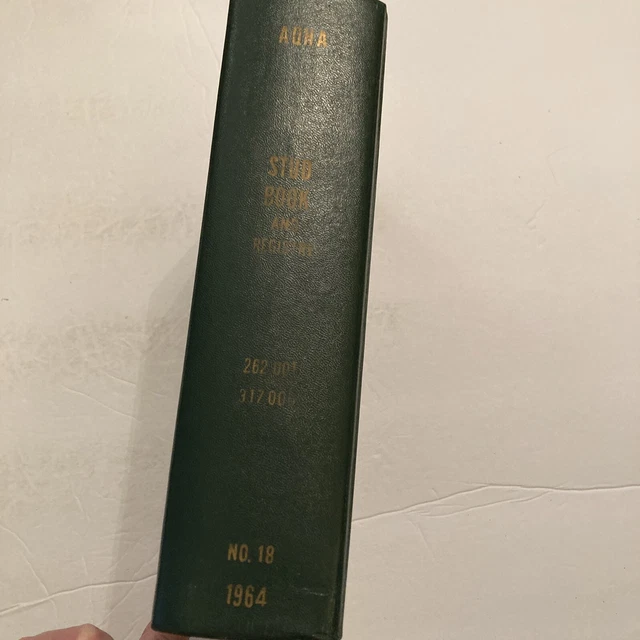 AQHA
STUD
BOOK
AND
REGISTRY
262,001
317,00
NO. 18
1964